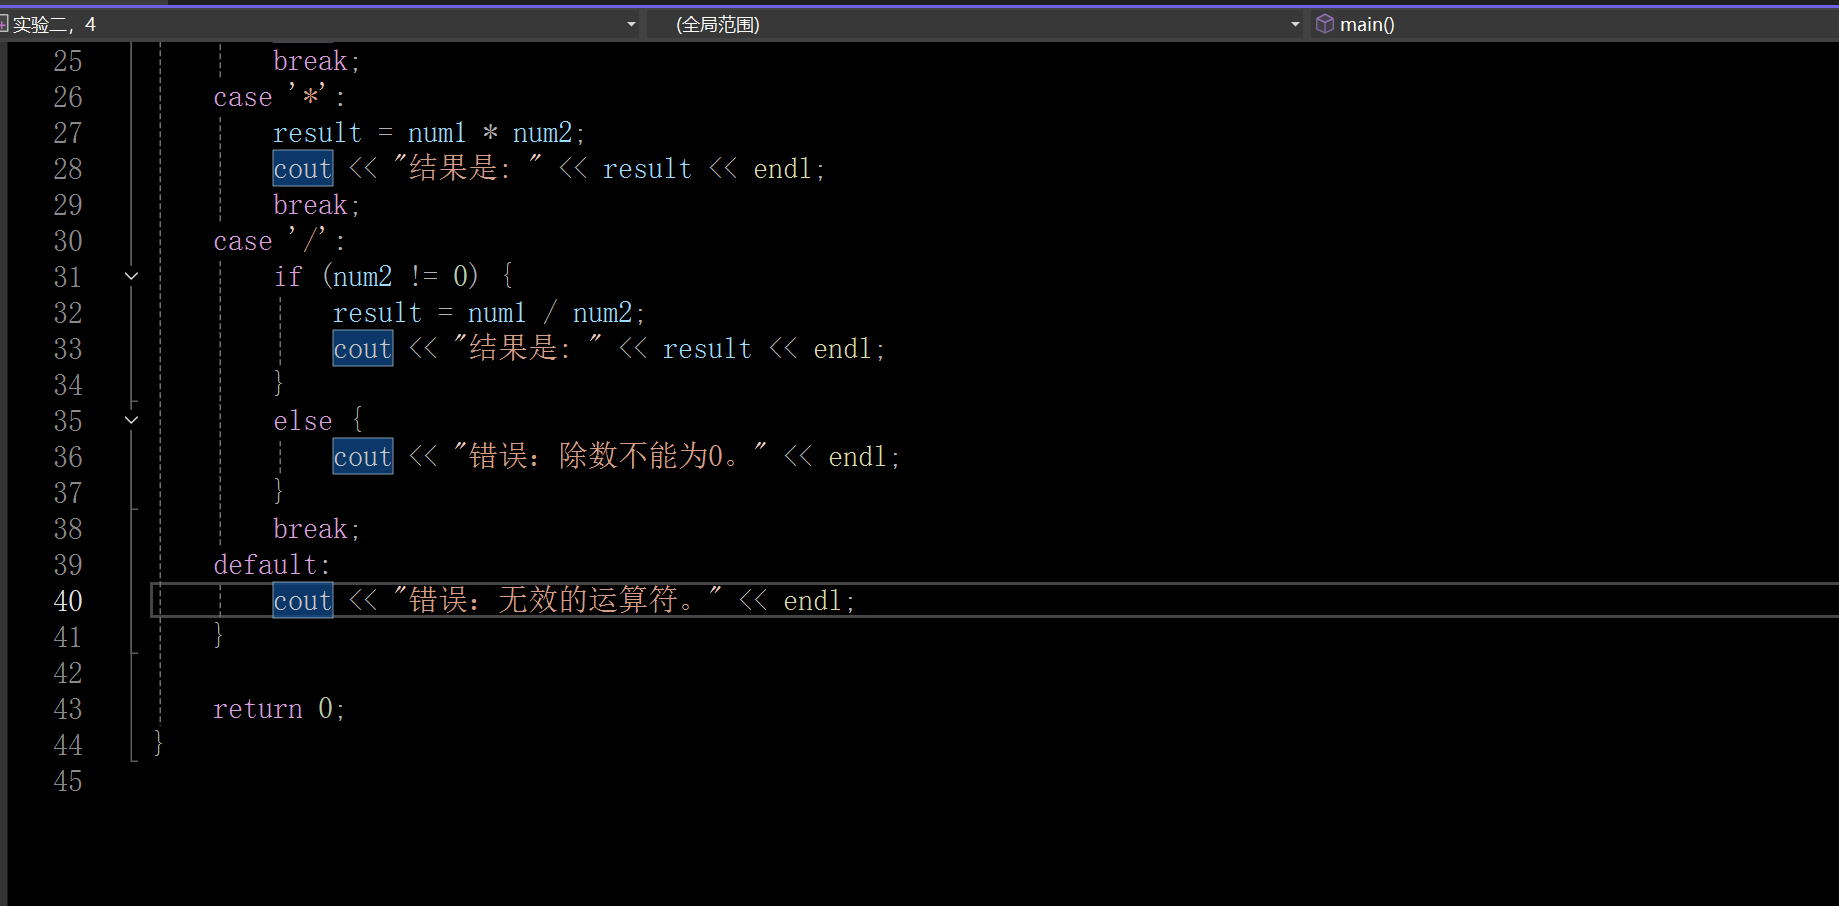 实验二，4 (全局范围) main()
25 break;
26 case '*':
27 result = num1 * num2;
28 cout << "结果是: " << result << endl;
29 break;
30 case '/':
31 if (num2 != 0) {
32 result = num1 / num2;
33 cout << "结果是: " << result << endl;
34 }
35 else {
36 cout << "错误：除数不能为0。" << endl;
37 }
38 break;
39 default:
40 cout << "错误：无效的运算符。" << endl;
41 }
42
43 return 0;
44 }
45